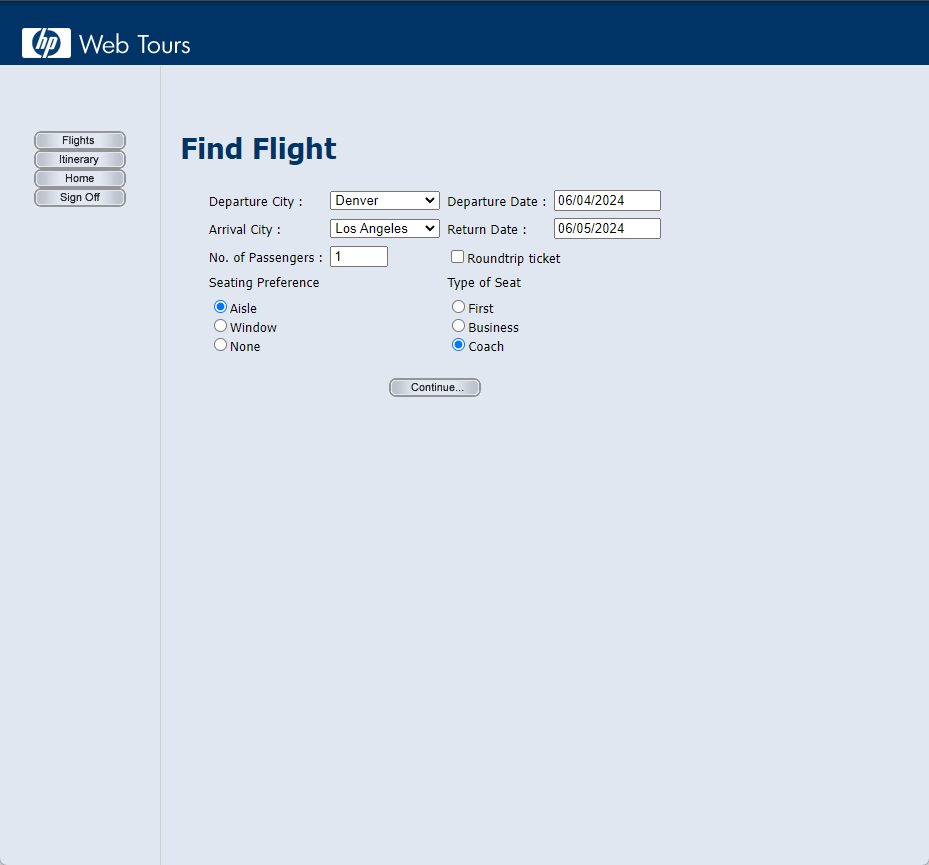 hp Web Tours
Flights
Itinerary
Home
Sign Off
Find Flight
Departure City : Denver Departure Date : 06/04/2024
Arrival City : Los Angeles Return Date : 06/05/2024
No. of Passengers : 1 Roundtrip ticket
Seating Preference Type of Seat
Aisle First
Window Business
None Coach
Continue...